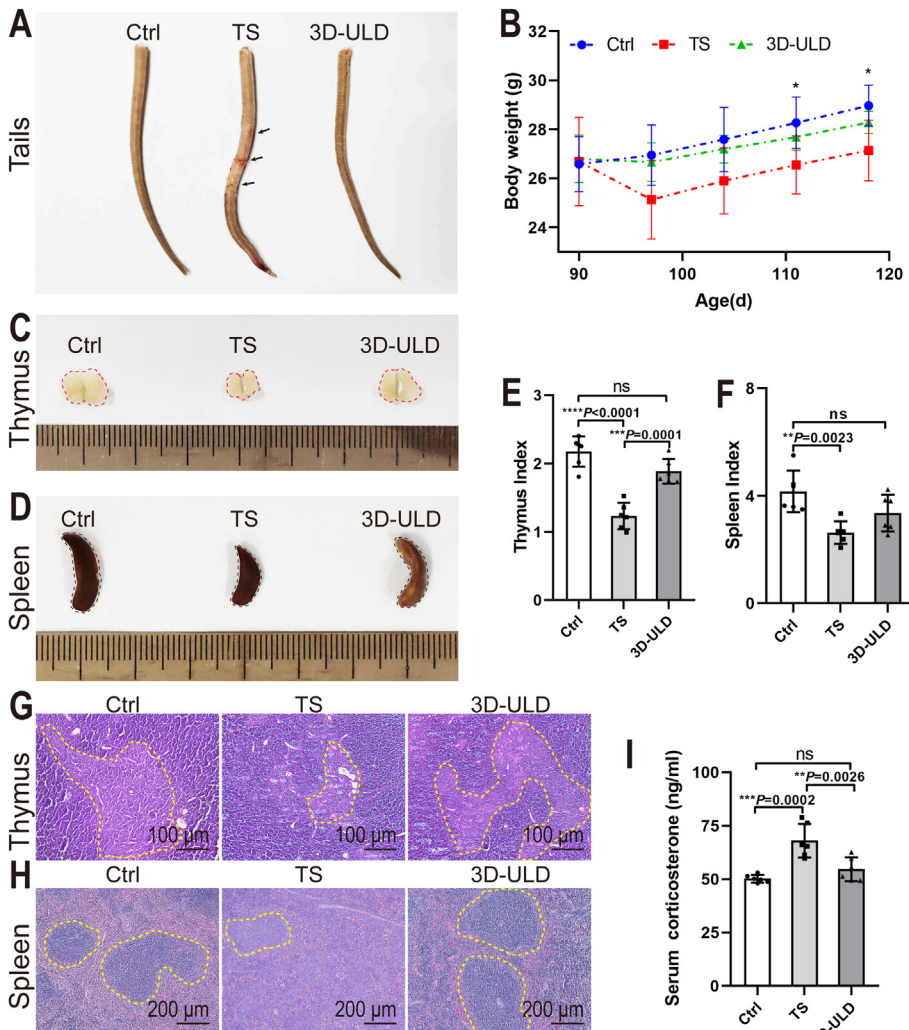 A
Ctrl
TS
3D-ULD
Tails
B
Ctrl
TS
3D-ULD
Body weight (g)
32
30
28
26
24
*
*
90
100
110
120
Age(d)
C
Ctrl
TS
3D-ULD
Thymus
D
Ctrl
TS
3D-ULD
Spleen
E
ns
****P<0.0001
***P=0.0001
Thymus Index
3
2
1
0
Ctrl
TS
3D-ULD
F
ns
**P=0.0023
Spleen Index
8
4
0
Ctrl
TS
3D-ULD
G
Ctrl
TS
3D-ULD
Thymus
100 μm
100 μm
100 μm
H
Ctrl
TS
3D-ULD
Spleen
200 μm
200 μm
200 μm
I
ns
**P=0.0026
***P=0.0002
Serum corticosterone (ng/ml)
100
75
50
25
0
Ctrl
TS